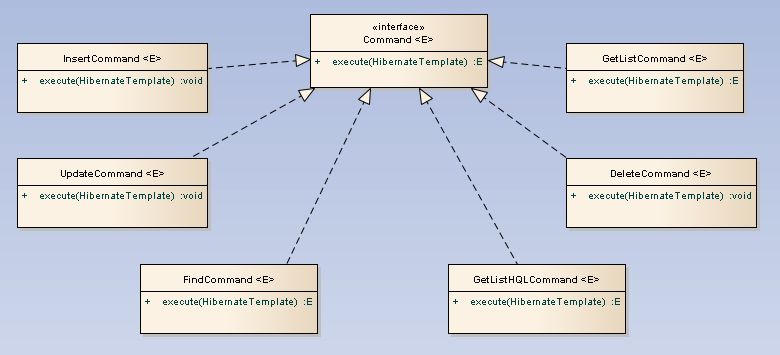 «interface»
Command <E>
+ execute(HibernateTemplate) :E
InsertCommand <E>
+ execute(HibernateTemplate) :void
GetListCommand <E>
+ execute(HibernateTemplate) :E
UpdateCommand <E>
+ execute(HibernateTemplate) :void
DeleteCommand <E>
+ execute(HibernateTemplate) :void
FindCommand <E>
+ execute(HibernateTemplate) :E
GetListHQLCommand <E>
+ execute(HibernateTemplate) :E